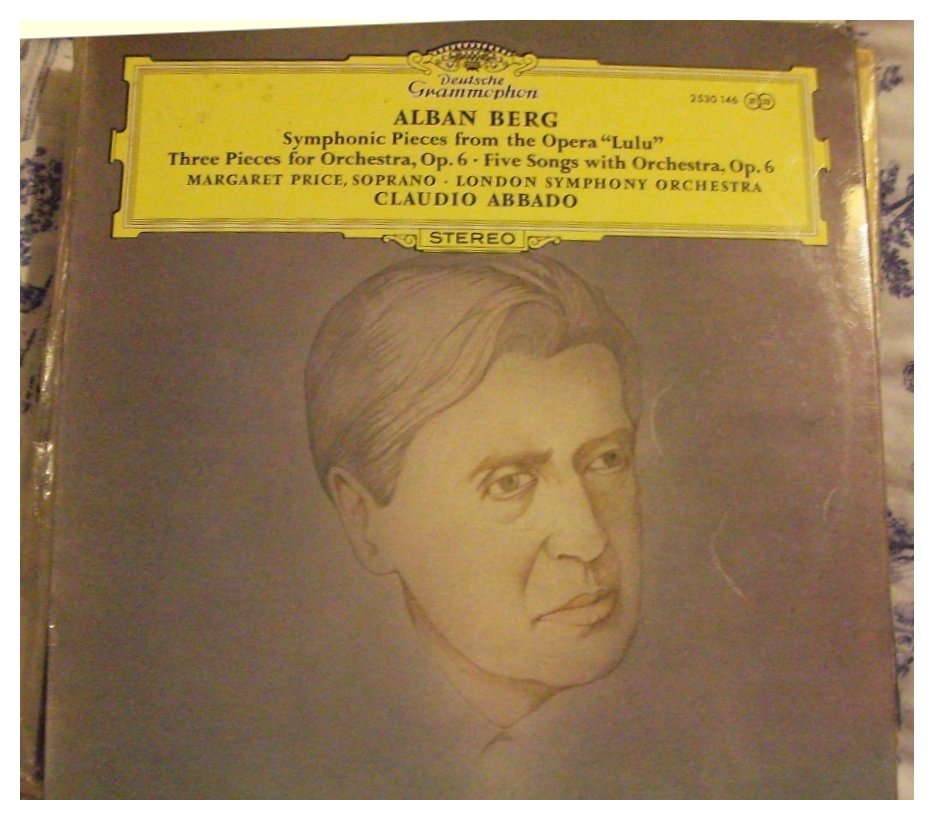 Deutsche
Grammophon
2530 146
ALBAN BERG
Symphonic Pieces from the Opera “Lulu”
Three Pieces for Orchestra, Op. 6 · Five Songs with Orchestra, Op. 6
MARGARET PRICE, SOPRANO · LONDON SYMPHONY ORCHESTRA
CLAUDIO ABBADO
STEREO